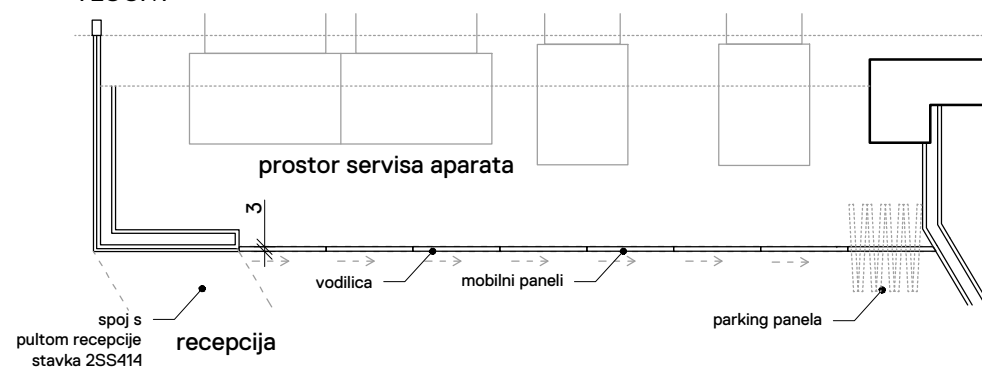 prostor servisa aparata
3
vodilica
mobilni paneli
spoj s
pultom recepcije
stavka 2SS414
recepcija
parking panela